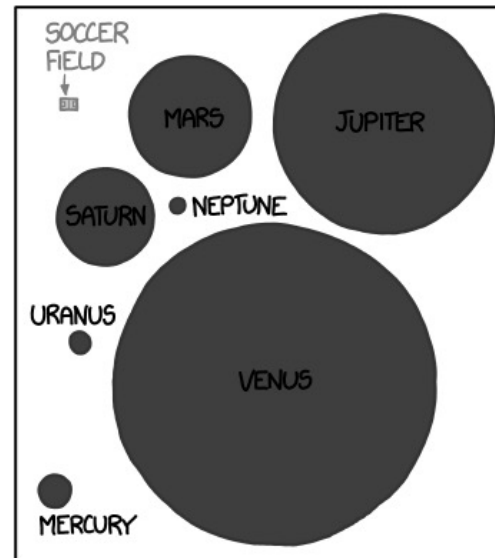 SOCCER
FIELD
MARS
JUPITER
SATURN
NEPTUNE
URANUS
VENUS
MERCURY